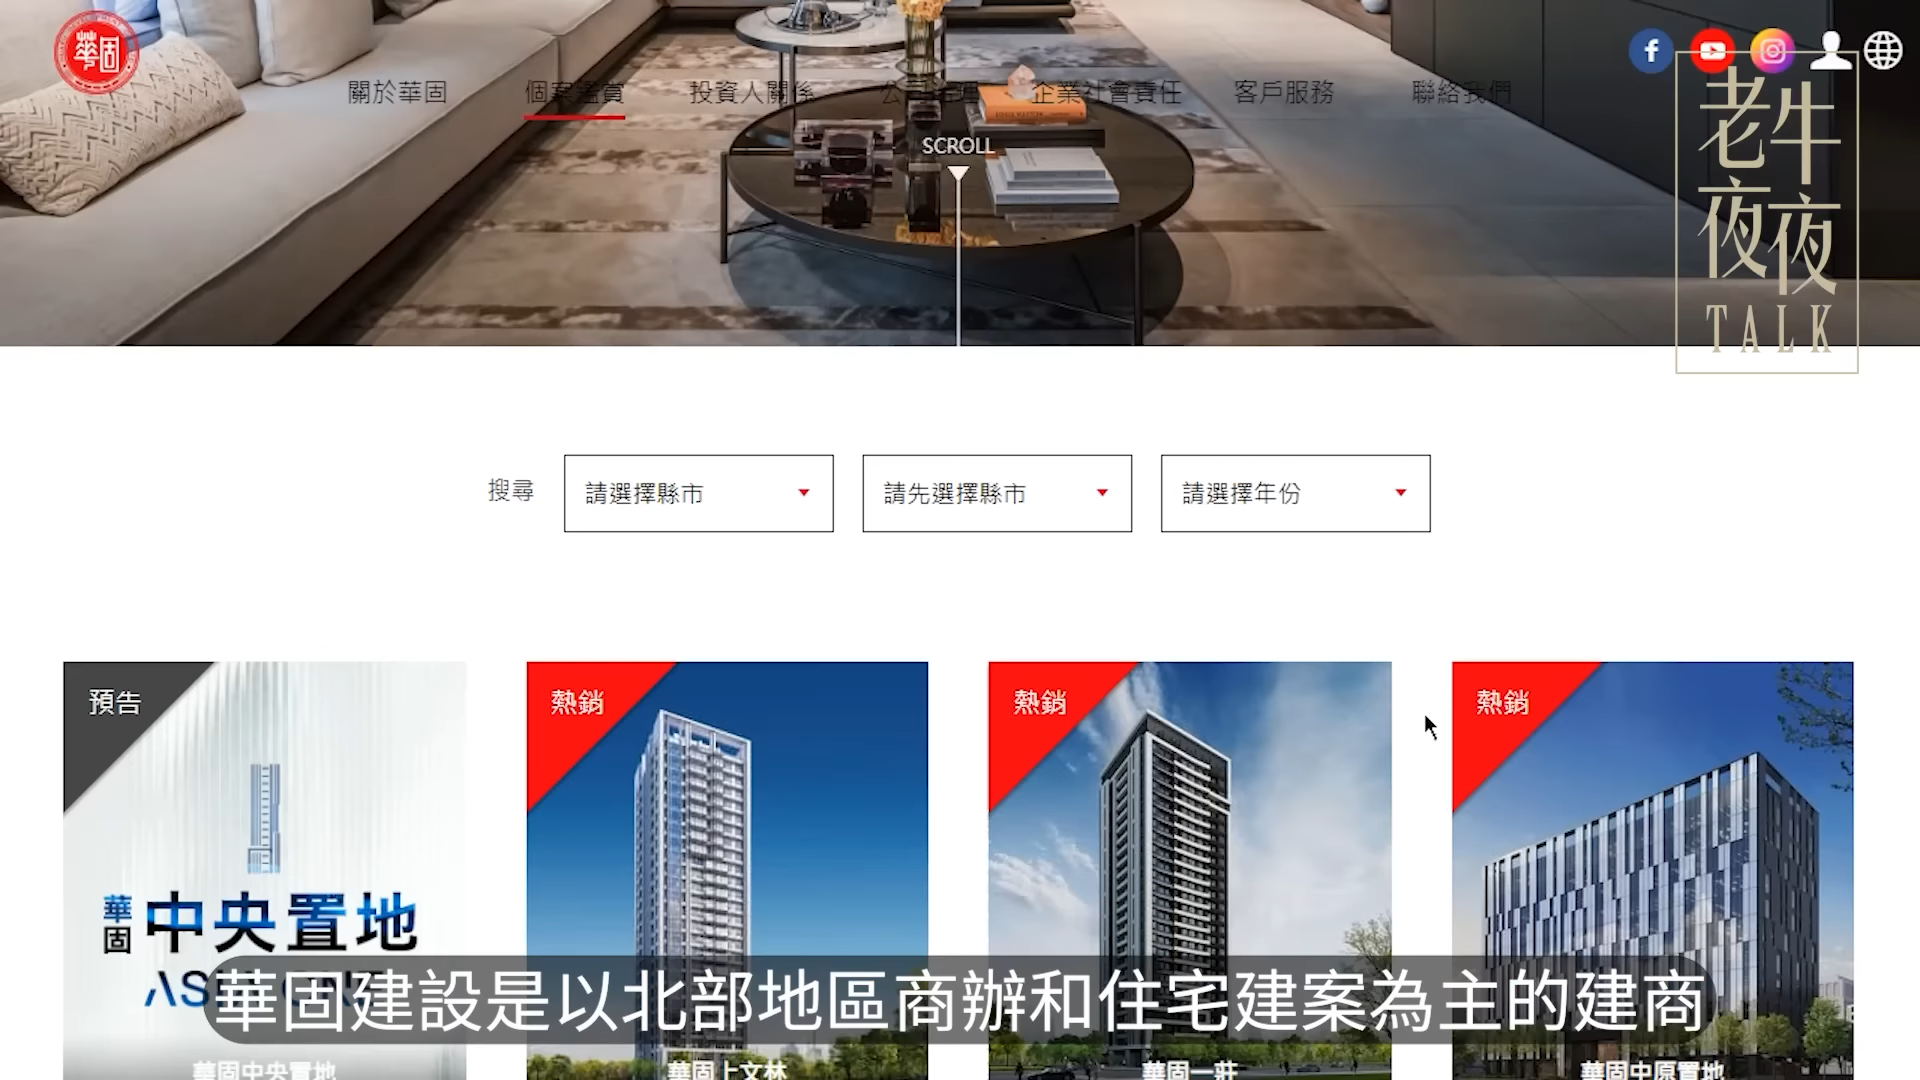 華固
關於華固
個案鑑賞
投資人關係
公司治理
企業社會責任
客戶服務
聯絡我們
SCROLL
老牛
夜夜
TALK
搜尋
請選擇縣市
請先選擇縣市
請選擇年份
預告
熱銷
熱銷
熱銷
華固
中央置地
華固建設是以北部地區商辦和住宅建案為主的建商
華固中央置地
華固上文林
華固一莊
華固中原置地